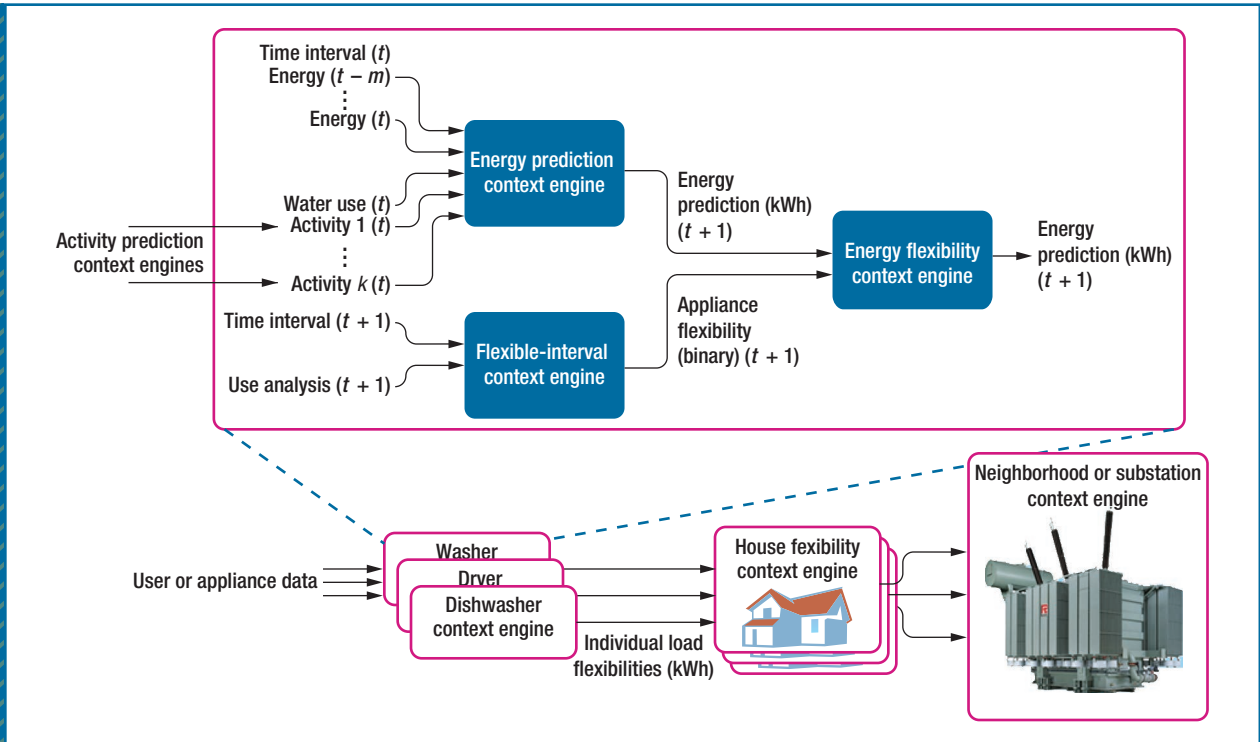 Time interval (t)
Energy (t – m)
⋮
Energy (t)
Water use (t)
Activity 1 (t)
⋮
Activity k (t)
Activity prediction
context engines
Time interval (t + 1)
Use analysis (t + 1)
Energy prediction
context engine
Flexible-interval
context engine
Energy
prediction (kWh)
(t + 1)
Appliance
flexibility
(binary) (t + 1)
Energy flexibility
context engine
Energy
prediction (kWh)
(t + 1)
User or appliance data
Washer
Dryer
Dishwasher
context engine
Individual load
flexibilities (kWh)
House fexibility
context engine
Neighborhood or substation
context engine